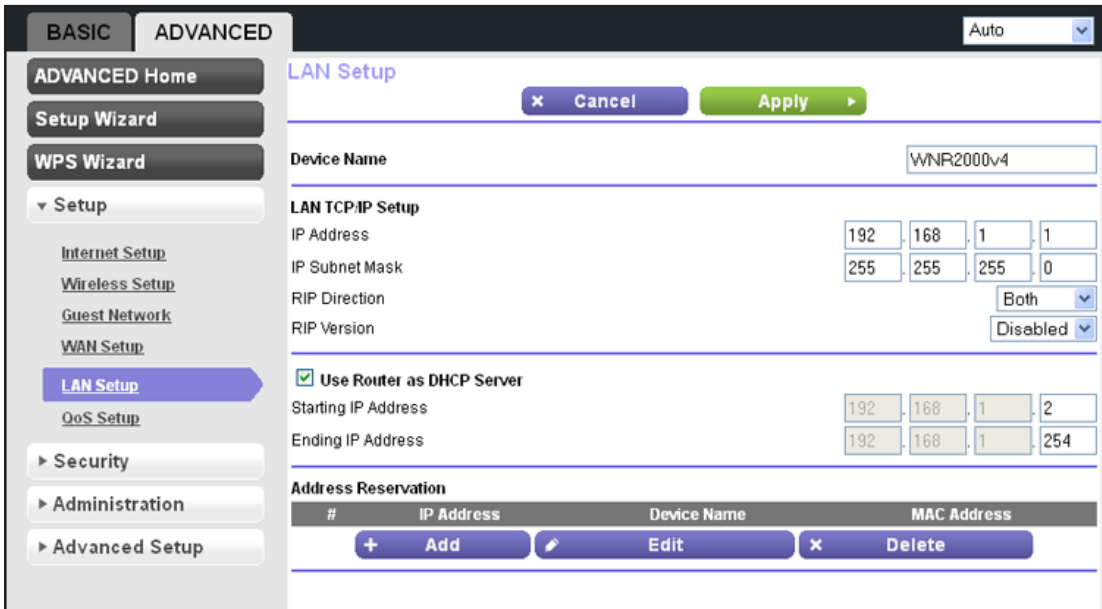 BASIC ADVANCED Auto
ADVANCED Home
Setup Wizard
WPS Wizard
Setup
Internet Setup
Wireless Setup
Guest Network
WAN Setup
LAN Setup
QoS Setup
Security
Administration
Advanced Setup
LAN Setup
Cancel Apply
Device Name WNR2000v4
LAN TCP/IP Setup
IP Address 192 . 168 . 1 . 1
IP Subnet Mask 255 . 255 . 255 . 0
RIP Direction Both
RIP Version Disabled
Use Router as DHCP Server
Starting IP Address 192 . 168 . 1 . 2
Ending IP Address 192 . 168 . 1 . 254
Address Reservation
# IP Address Device Name MAC Address
+ Add Edit × Delete